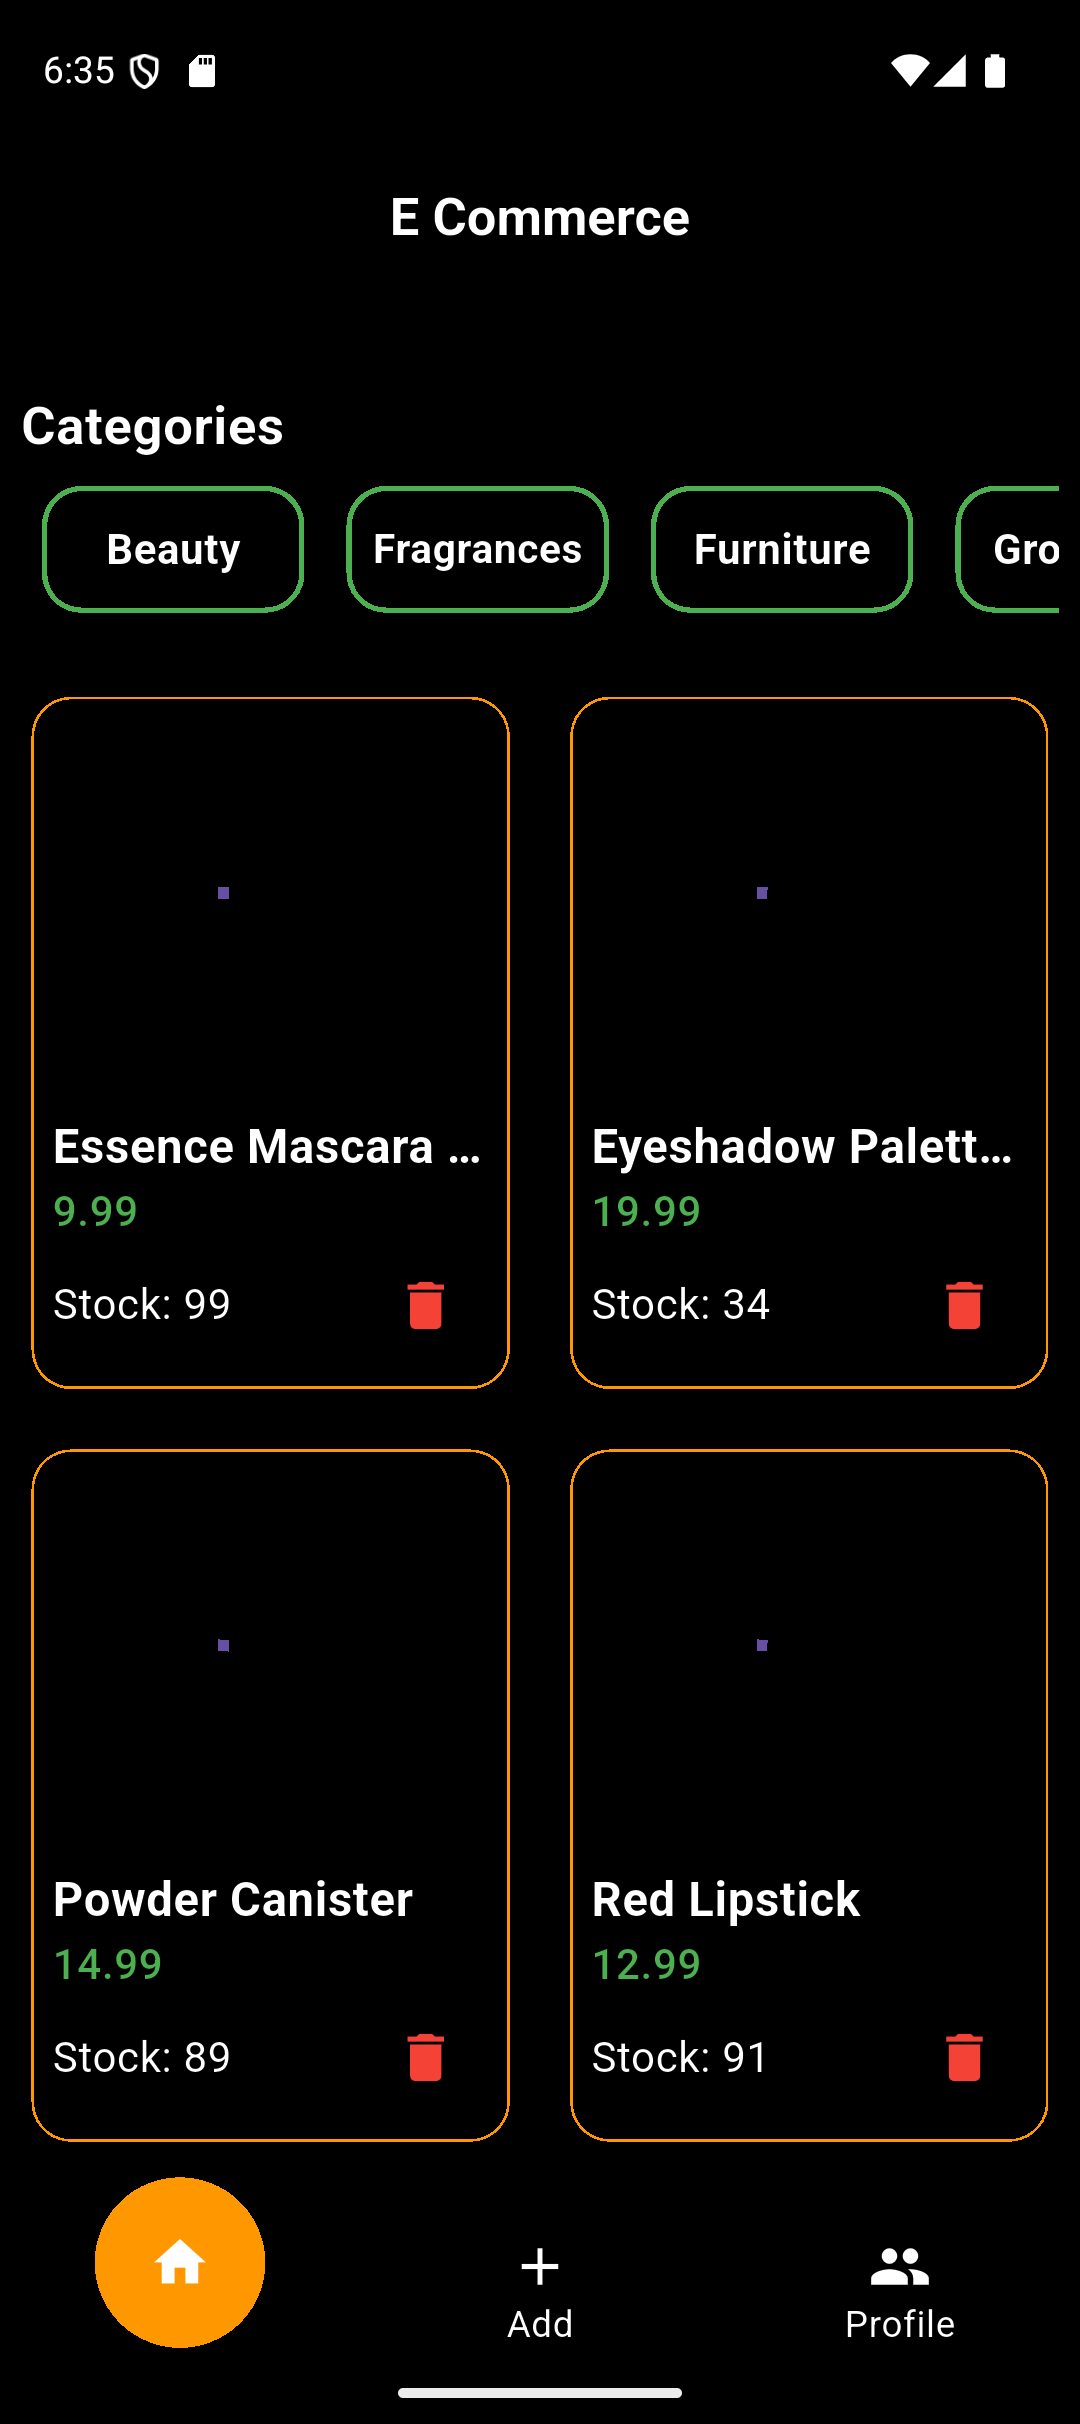 6:35
E Commerce
Categories
Beauty
Fragrances
Furniture
Gro
Essence Mascara ...
9.99
Stock: 99
Eyeshadow Palett...
19.99
Stock: 34
Powder Canister
14.99
Stock: 89
Red Lipstick
12.99
Stock: 91
Add
Profile